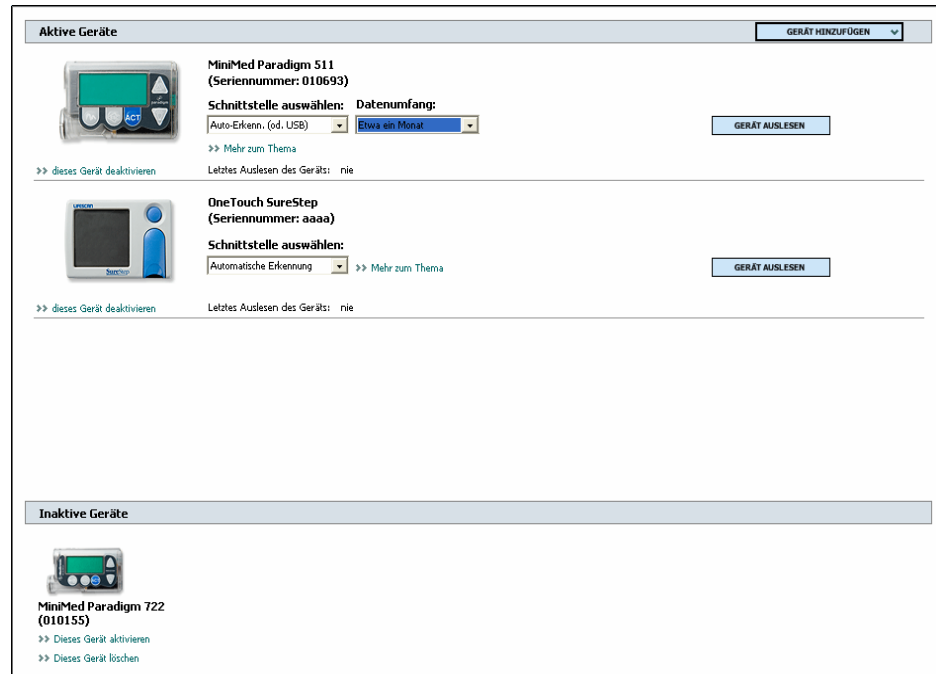 Aktive Geräte
GERÄT HINZUFÜGEN
MiniMed Paradigm 511
(Seriennummer: 010693)
Schnittstelle auswählen: Datenumfang:
Auto-Erkenn. (od. USB) Etwa ein Monat
GERÄT AUSLESEN
ACT
>> Mehr zum Thema
>> dieses Gerät deaktivieren Letztes Auslesen des Geräts: nie
OneTouch SureStep
(Seriennummer: aaaa)
LIFESCAN
Schnittstelle auswählen:
Automatische Erkennung >> Mehr zum Thema
GERÄT AUSLESEN
SureStep
>> dieses Gerät deaktivieren Letztes Auslesen des Geräts: nie
Inaktive Geräte
MiniMed Paradigm 722
(010155)
>> Dieses Gerät aktivieren
>> Dieses Gerät löschen